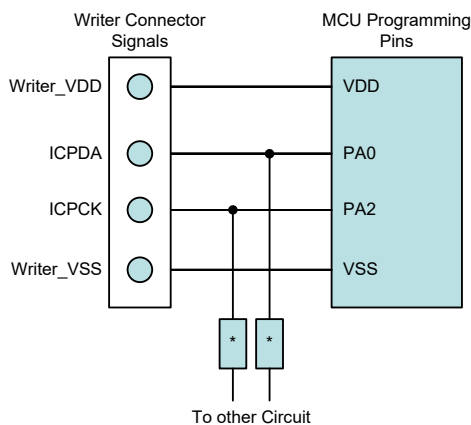 Writer Connector
Signals
MCU Programming
Pins
Writer_VDD
VDD
ICPDA
PA0
ICPCK
PA2
Writer_VSS
VSS
*
*
To other Circuit